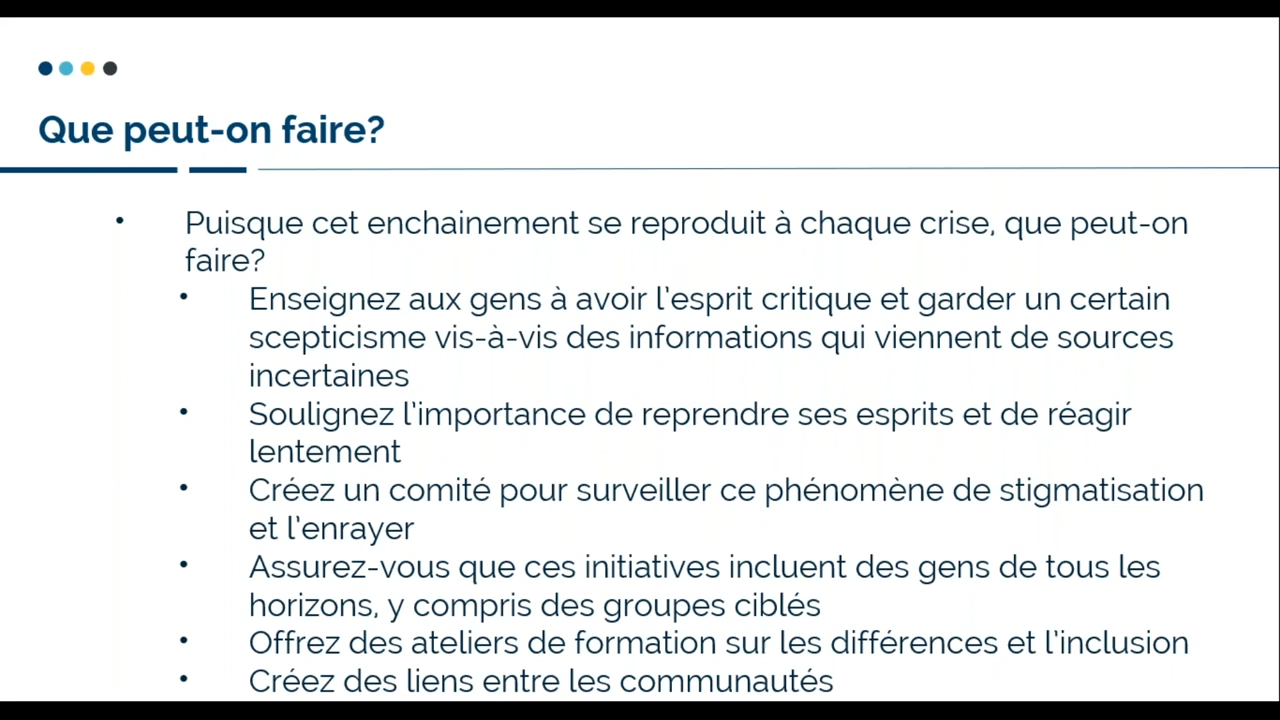 Que peut-on faire?
• Puisque cet enchainement se reproduit à chaque crise, que peut-on
faire?
• Enseignez aux gens à avoir l'esprit critique et garder un certain
scepticisme vis-à-vis des informations qui viennent de sources
incertaines
• Soulignez l'importance de reprendre ses esprits et de réagir
lentement
• Créez un comité pour surveiller ce phénomène de stigmatisation
et l'enrayer
• Assurez-vous que ces initiatives incluent des gens de tous les
horizons, y compris des groupes ciblés
• Offrez des ateliers de formation sur les différences et l'inclusion
• Créez des liens entre les communautés